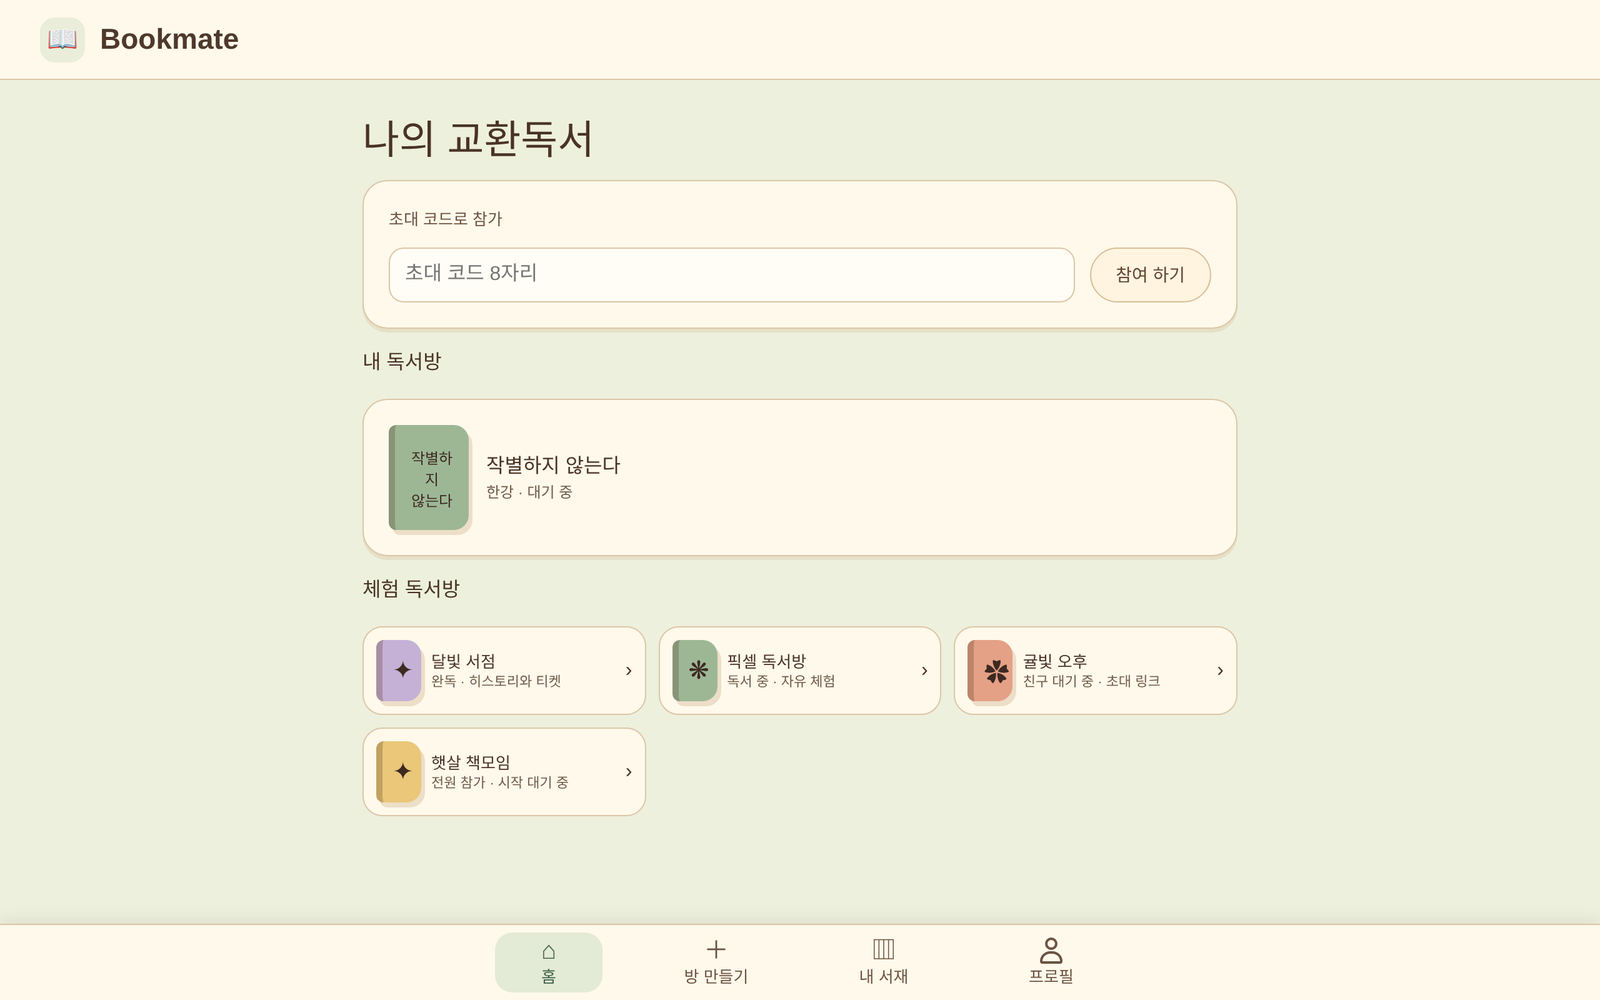 Bookmate
나의 교환독서
초대 코드로 참가
초대 코드 8자리
참여 하기
내 독서방
작별하
지
않는다
작별하지 않는다
한강 · 대기 중
체험 독서방
달빛 서점
완독 · 히스토리와 티켓
픽셀 독서방
독서 중 · 자유 체험
귤빛 오후
친구 대기 중 · 초대 링크
햇살 책모임
전원 참가 · 시작 대기 중
홈
방 만들기
내 서재
프로필